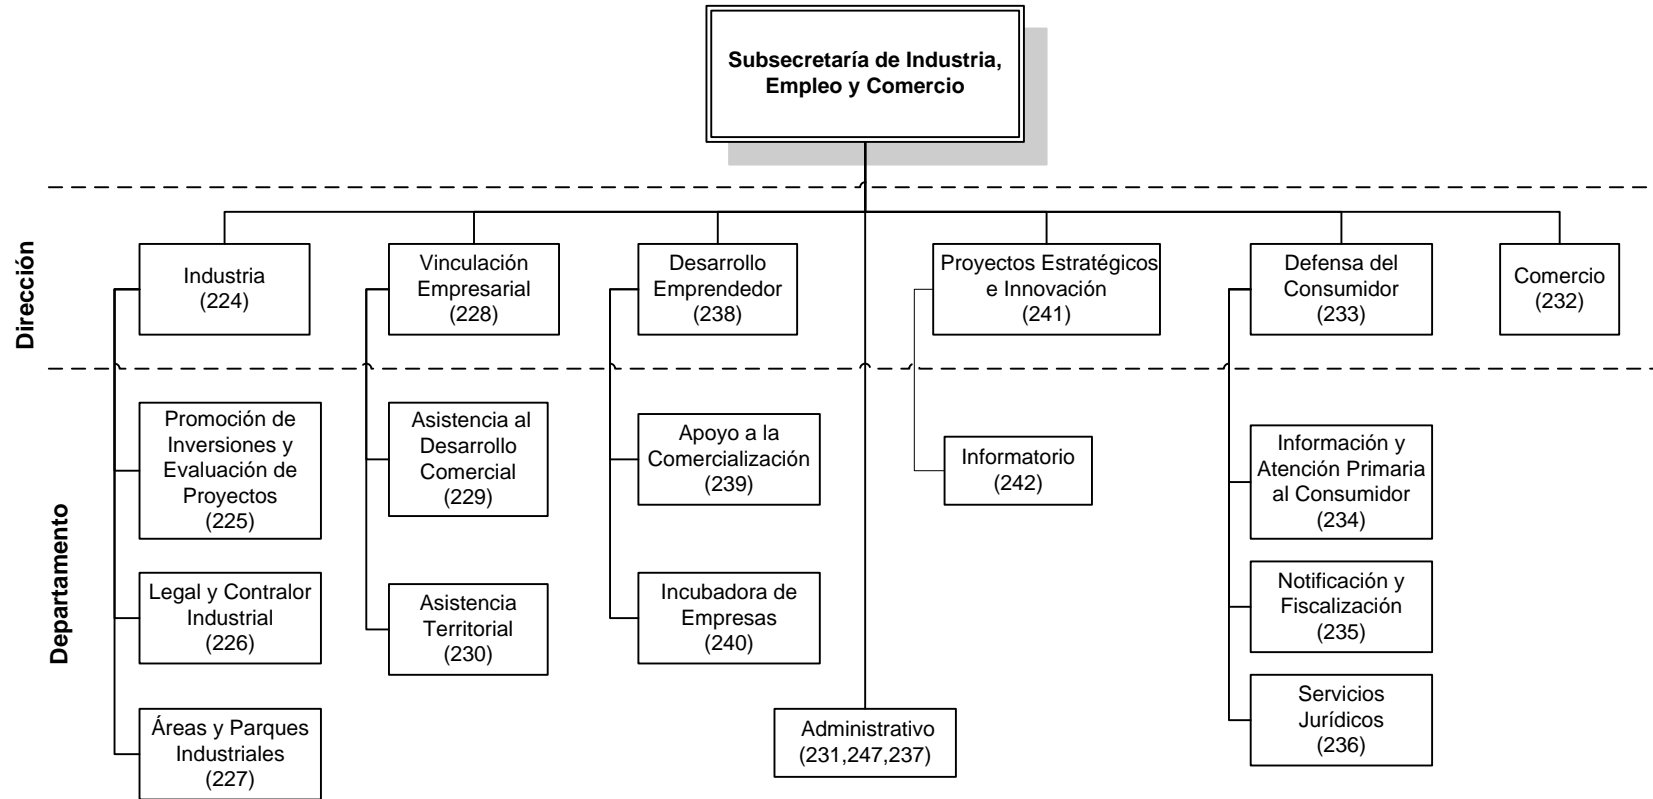 Subsecretaría de Industria,
Empleo y Comercio
Dirección
Industria
(224)
Vinculación
Empresarial
(228)
Desarrollo
Emprendedor
(238)
Proyectos Estratégicos
e Innovación
(241)
Defensa del
Consumidor
(233)
Comercio
(232)
Departamento
Promoción de
Inversiones y
Evaluación de
Proyectos
(225)
Legal y Contralor
Industrial
(226)
Áreas y Parques
Industriales
(227)
Asistencia al
Desarrollo
Comercial
(229)
Asistencia
Territorial
(230)
Apoyo a la
Comercialización
(239)
Incubadora de
Empresas
(240)
Administrativo
(231,247,237)
Informatorio
(242)
Información y
Atención Primaria
al Consumidor
(234)
Notificación y
Fiscalización
(235)
Servicios
Jurídicos
(236)